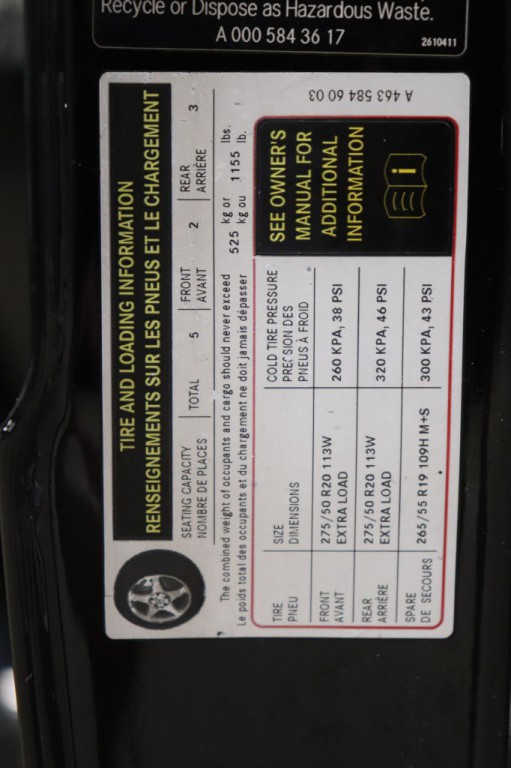 Recycle or Dispose as Hazardous Waste.
A 000 584 36 17
2610411
TIRE AND LOADING INFORMATION
RENSEIGNEMENTS SUR LES PNEUS ET LE CHARGEMENT
SEATING CAPACITY
NOMBRE DE PLACES
TOTAL 5
FRONT
AVANT
2
REAR
ARRIÈRE
3
The combined weight of occupants and cargo should never exceed 525 kg or 1155 lbs.
Le poids total des occupants et du chargement ne doit jamais dépasser kg ou lb.
TIRE
PNEU
SIZE
DIMENSIONS
COLD TIRE PRESSURE
PRECSION DES
PNEUS À FROID
FRONT
AVANT
275/50 R20 113W
EXTRA LOAD
260 KPA, 38 PSI
REAR
ARRIÈRE
275/50 R20 113W
EXTRA LOAD
320 KPA, 46 PSI
SPARE
DE SECOURS
265/55 R19 109H M+S
300 KPA, 43 PSI
SEE OWNER'S
MANUAL FOR
ADDITIONAL
INFORMATION
i
A 463 584 60 03